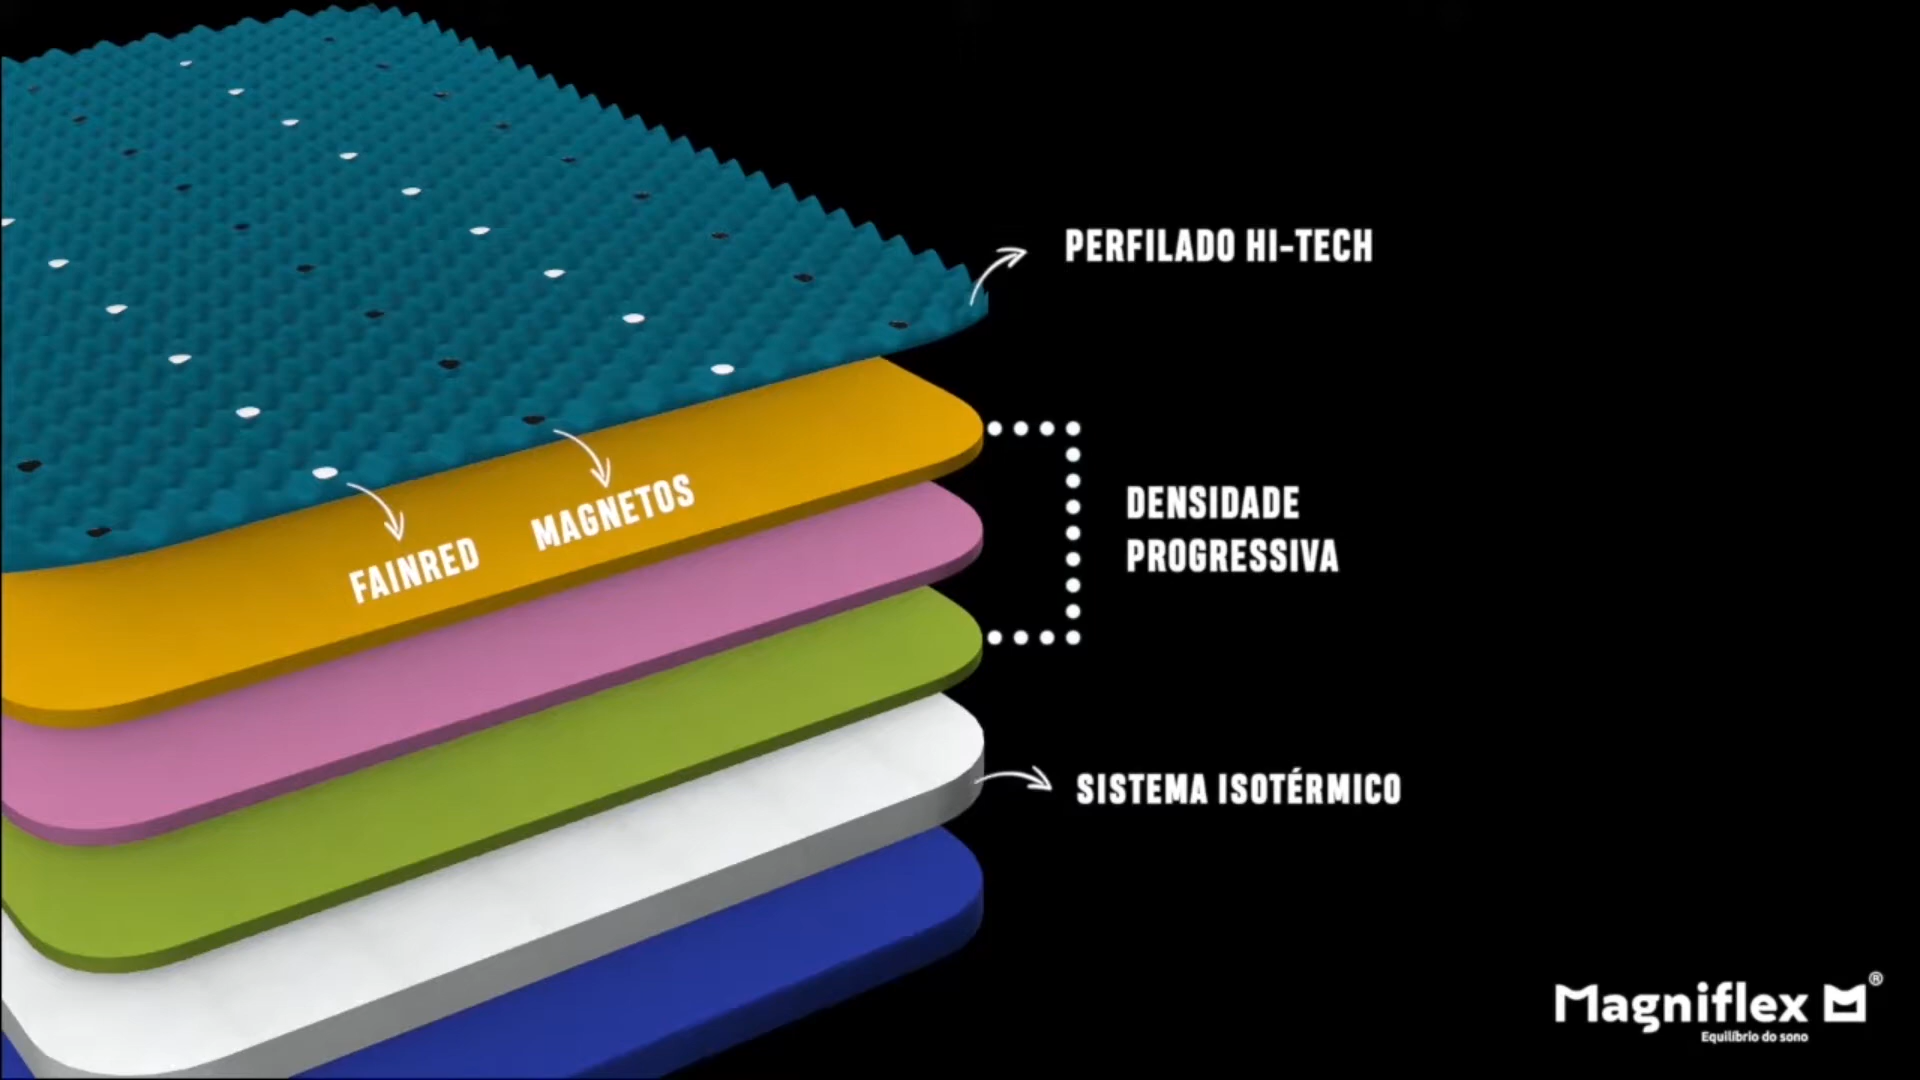 PERFILADO HI-TECH
MAGNETOS
FAINRED
DENSIDADE
PROGRESSIVA
SISTEMA ISOTÉRMICO
Magniflex ®
Equilíbrio do sono